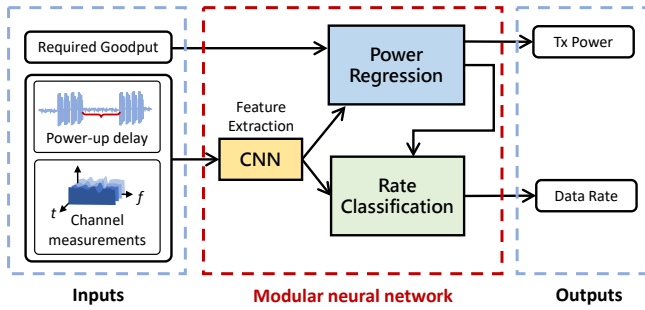 Required Goodput
Power-up delay
t
f
Channel
measurements
Feature
Extraction
CNN
Power
Regression
Rate
Classification
Tx Power
Data Rate
Inputs
Modular neural network
Outputs